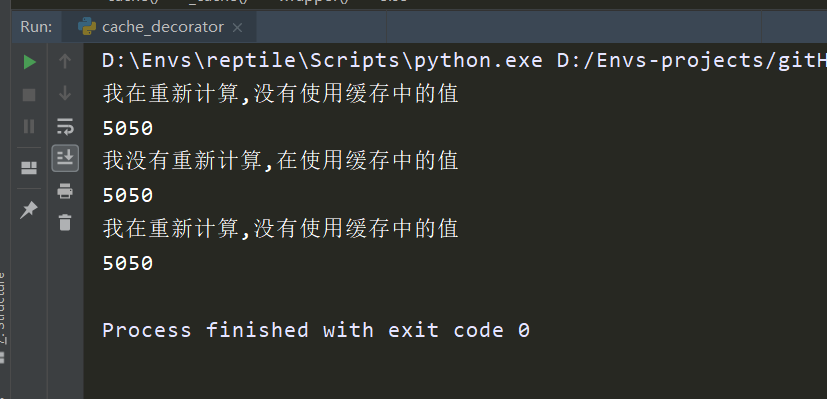 Run: cache_decorator ×
D:\Envs\reptile\Scripts\python.exe D:/Envs-projects/gitH
我在重新计算,没有使用缓存中的值
5050
我没有重新计算,在使用缓存中的值
5050
我在重新计算,没有使用缓存中的值
5050
Process finished with exit code 0
Z: Structure